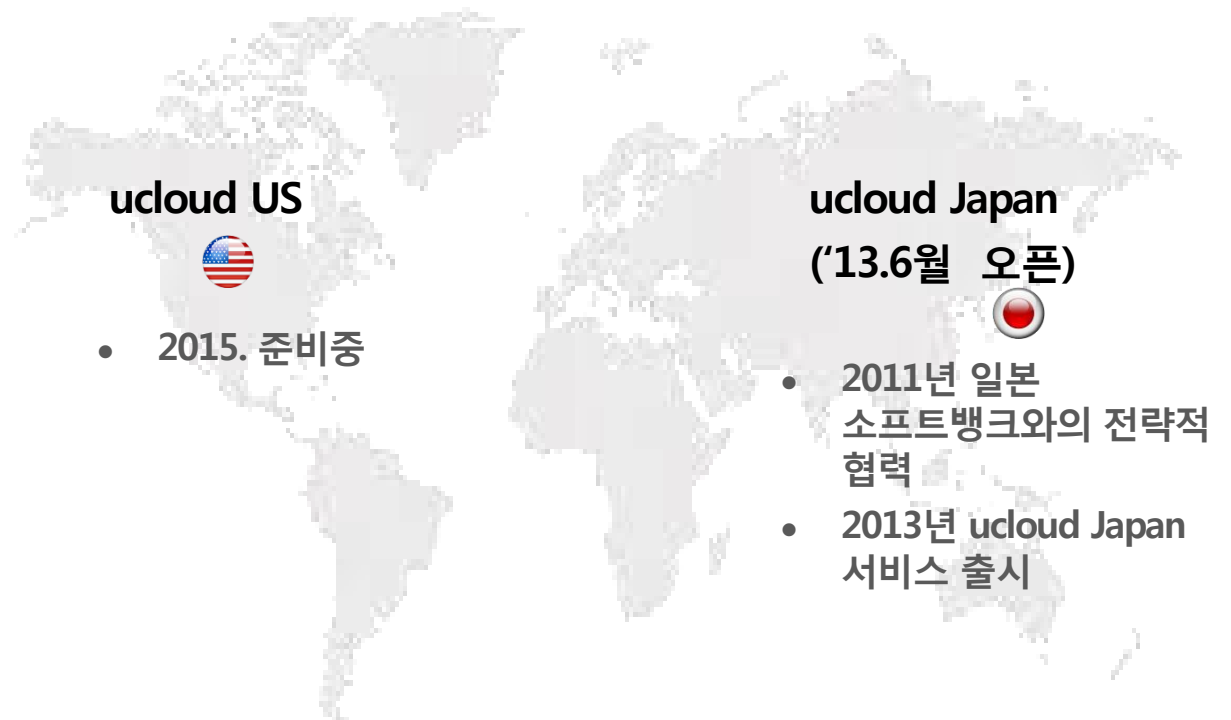 ucloud US
• 2015. 준비중
ucloud Japan
(‘13.6월 오픈)
• 2011년 일본
소프트뱅크와의 전략적
협력
• 2013년 ucloud Japan
서비스 출시